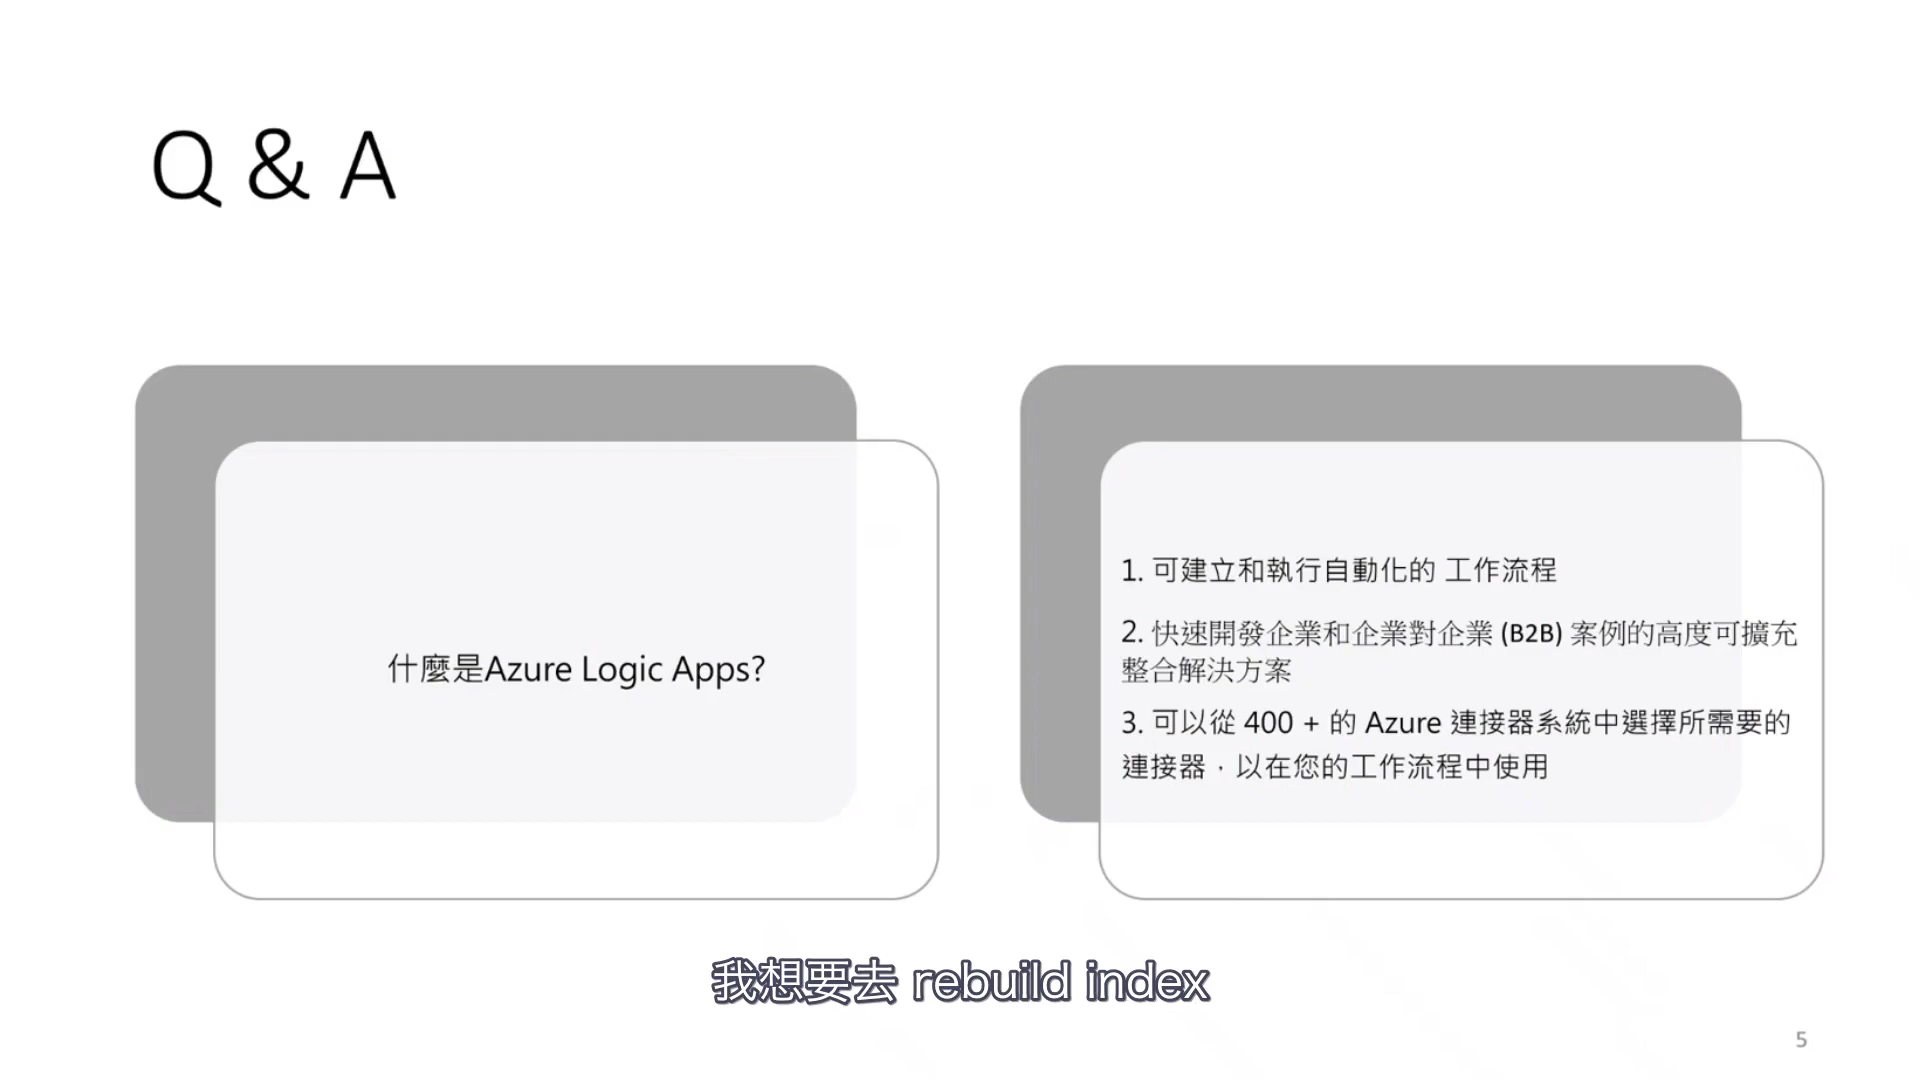 Q & A
什麼是Azure Logic Apps?
1. 可建立和執行自動化的 工作流程
2. 快速開發企業和企業對企業 (B2B) 案例的高度可擴充
整合解決方案
3. 可以從 400 + 的 Azure 連接器系統中選擇所需要的
連接器，以在您的工作流程中使用
我想要去 rebuild index
5